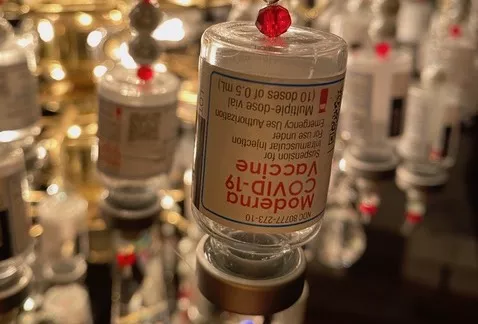 NDC 80777-273-10
Moderna
COVID-19
Vaccine
Suspension for
Intramuscular Injection
For use under
Emergency Use Authorization
Multiple-dose vial
(10 doses of 0.5 mL)